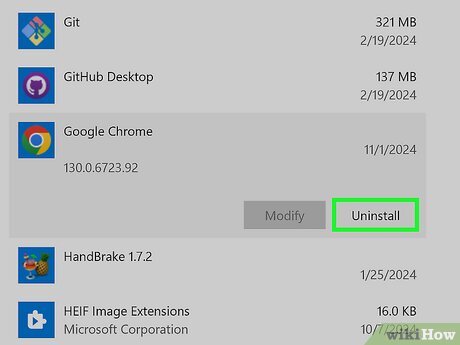 Git
321 MB
2/19/2024
GitHub Desktop
137 MB
2/19/2024
Google Chrome
11/1/2024
130.0.6723.92
Modify
Uninstall
HandBrake 1.7.2
1/25/2024
HEIF Image Extensions
16.0 KB
Microsoft Corporation
10/7/2024
wikiHow